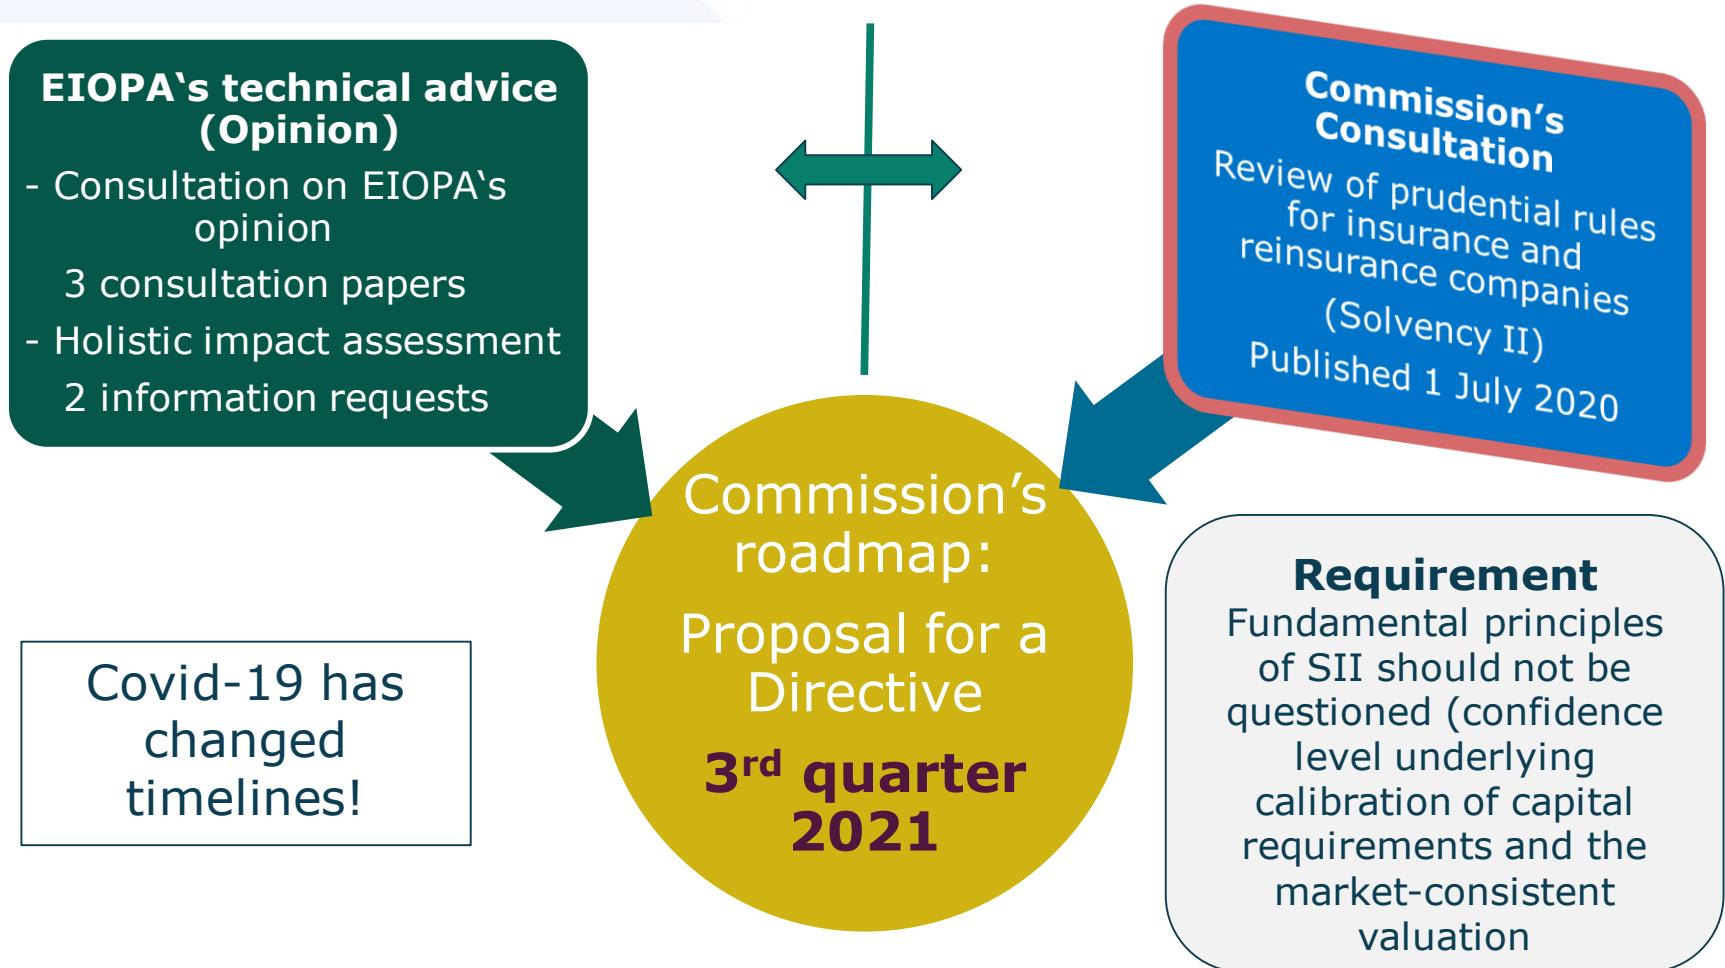 EIOPA‘s technical advice
(Opinion)
- Consultation on EIOPA‘s
opinion
3 consultation papers
- Holistic impact assessment
2 information requests
Commission’s
Consultation
Review of prudential rules
for insurance and
reinsurance companies
(Solvency II)
Published 1 July 2020
Commission’s
roadmap:
Proposal for a
Directive
3rd quarter
2021
Covid-19 has
changed
timelines!
Requirement
Fundamental principles
of SII should not be
questioned (confidence
level underlying
calibration of capital
requirements and the
market-consistent
valuation